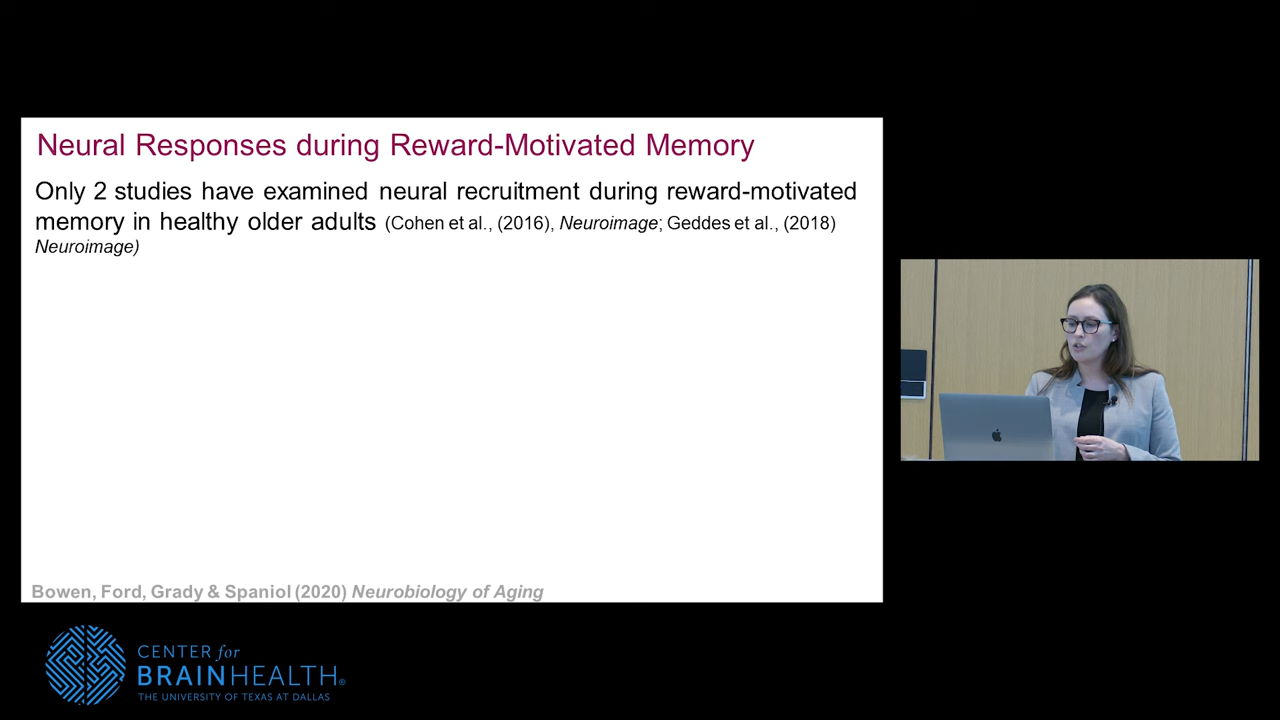 Neural Responses during Reward-Motivated Memory
Only 2 studies have examined neural recruitment during reward-motivated
memory in healthy older adults (Cohen et al., (2016), Neuroimage; Geddes et al., (2018)
Neuroimage)
Bowen, Ford, Grady & Spaniol (2020) Neurobiology of Aging
CENTER for
BRAINHEALTH®
THE UNIVERSITY OF TEXAS AT DALLAS